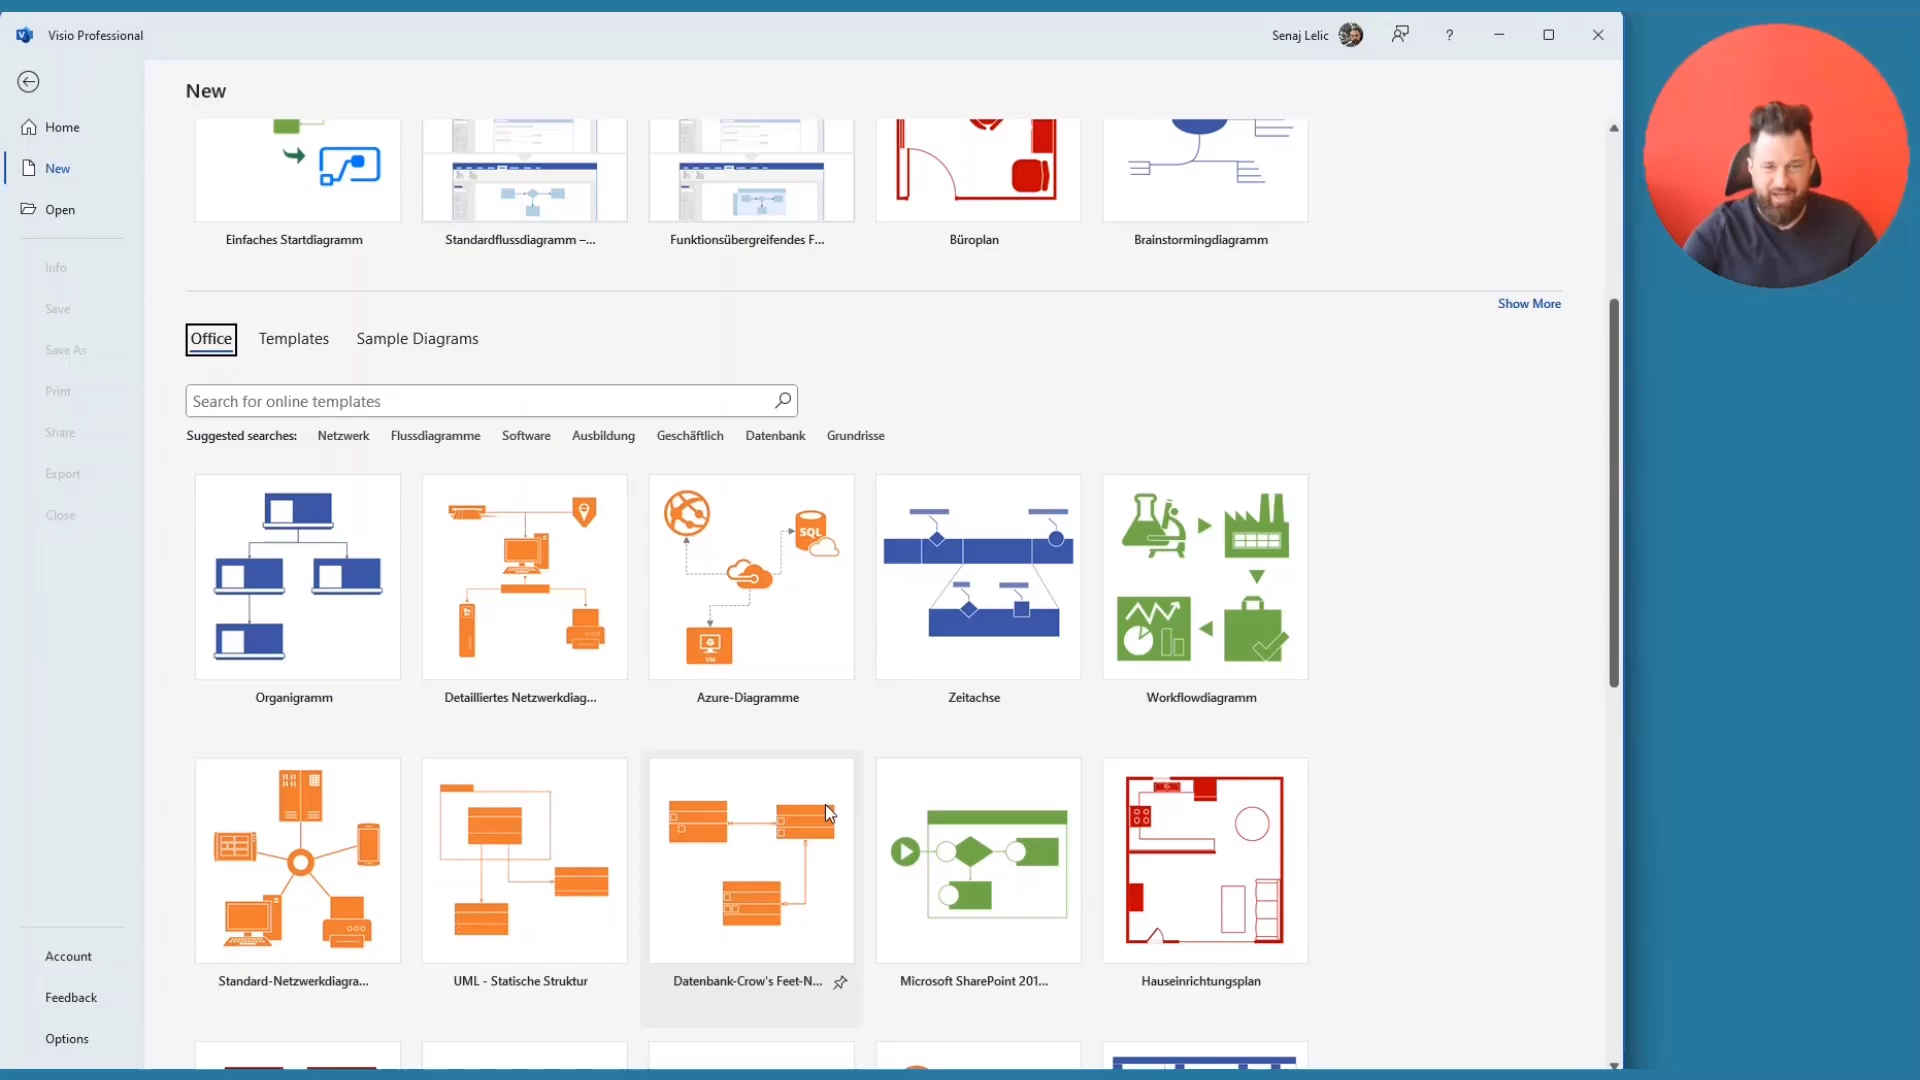 Visio Professional
Senaj Lelic
?
New
Home
New
Open
Info
Save
Save As
Print
Share
Export
Close
Account
Feedback
Options
Einfaches Startdiagramm
Standardflussdiagramm –...
Funktionsübergreifendes F...
Büroplan
Brainstormingdiagramm
Show More
Office Templates Sample Diagrams
Search for online templates
Suggested searches: Netzwerk Flussdiagramme Software Ausbildung Geschäftlich Datenbank Grundrisse
SQL
VM
Organigramm
Detailliertes Netzwerkdiag...
Azure-Diagramme
Zeitachse
Workflowdiagramm
Standard-Netzwerkdiagra...
UML - Statische Struktur
Datenbank-Crow's Feet-N...
Microsoft SharePoint 201...
Hauseinrichtungsplan